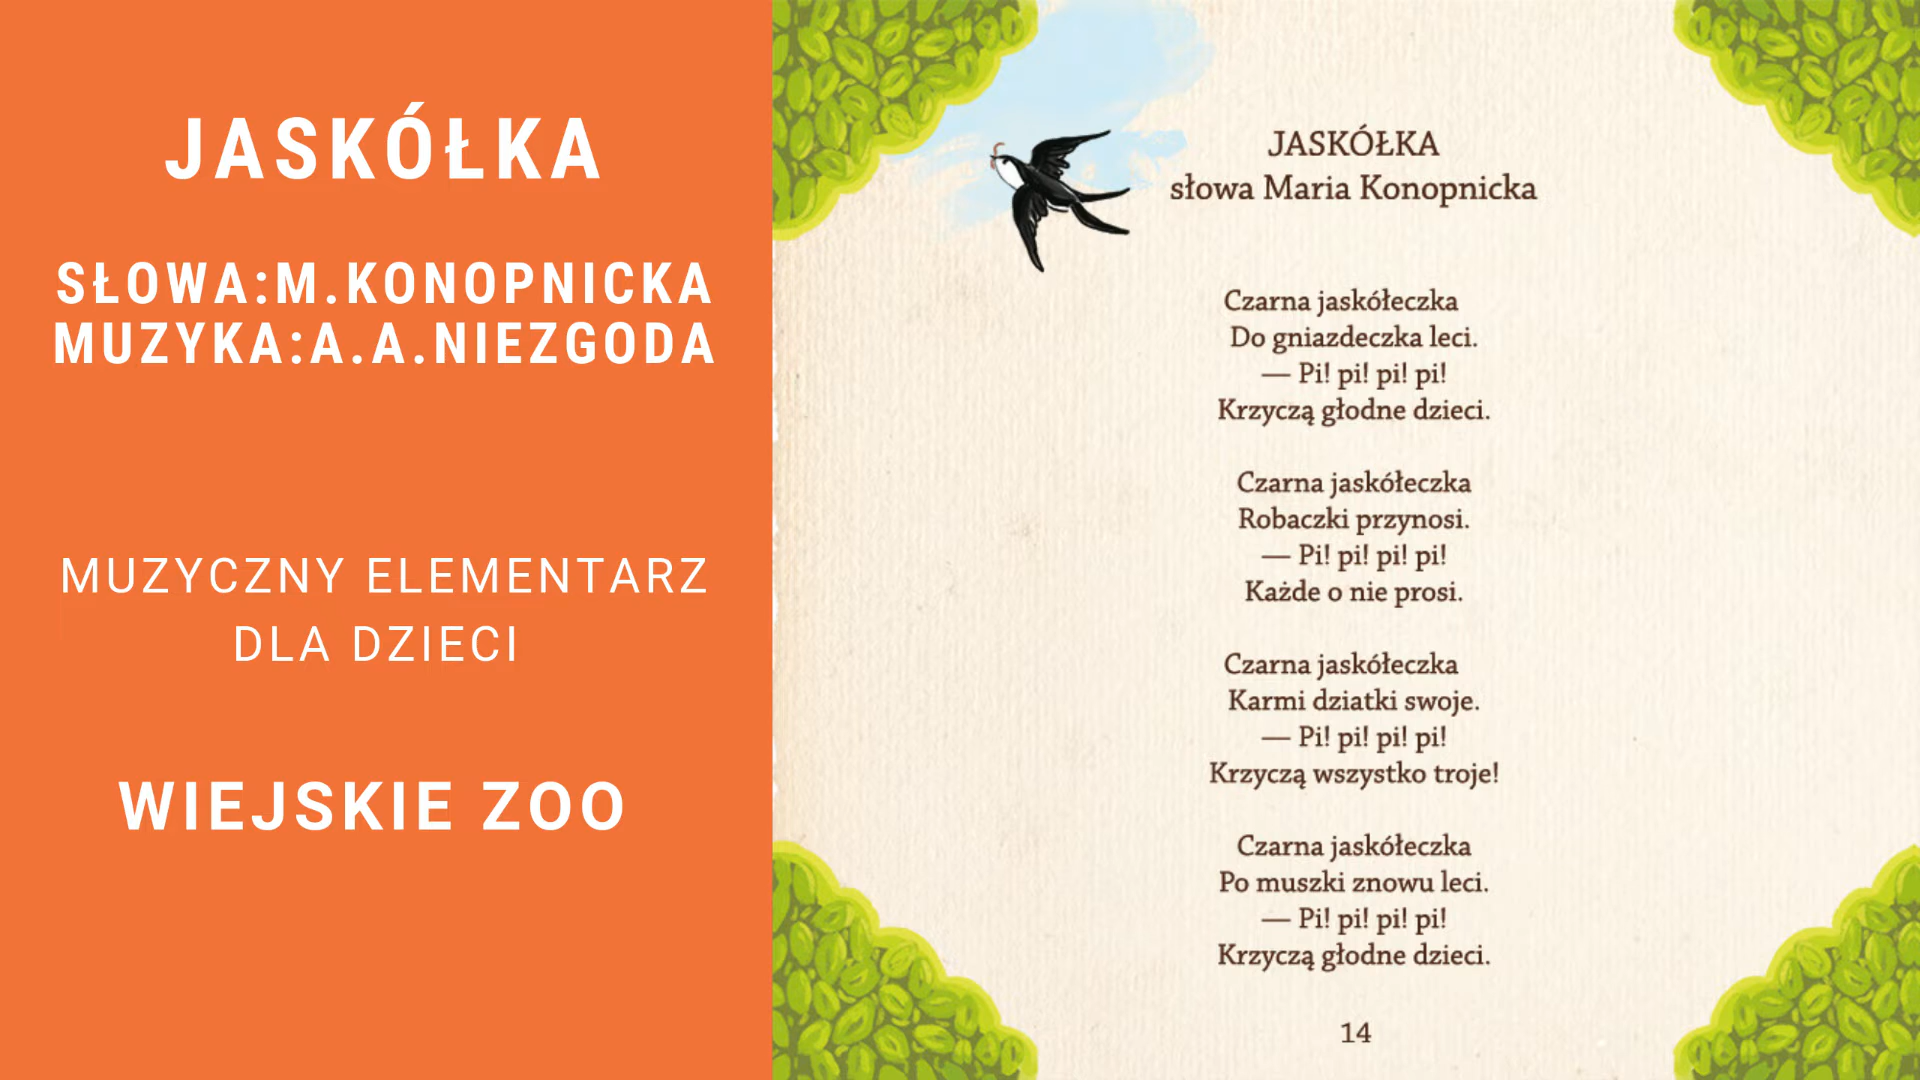 JASKÓŁKA
SŁOWA:M.KONOPNICKA
MUZYKA:A.A.NIEZGODA
MUZYCZNY ELEMENTARZ
DLA DZIECI
WIEJSKIE ZOO
JASKÓŁKA
słowa Maria Konopnicka
Czarna jaskółeczka
Do gniazdeczka leci.
— Pi! pi! pi! pi!
Krzyczą głodne dzieci.
Czarna jaskółeczka
Robaczki przynosi.
— Pi! pi! pi! pi!
Każde o nie prosi.
Czarna jaskółeczka
Karmi dziatki swoje.
— Pi! pi! pi! pi!
Krzyczą wszystko troje!
Czarna jaskółeczka
Po muszki znowu leci.
— Pi! pi! pi! pi!
Krzyczą głodne dzieci.
14